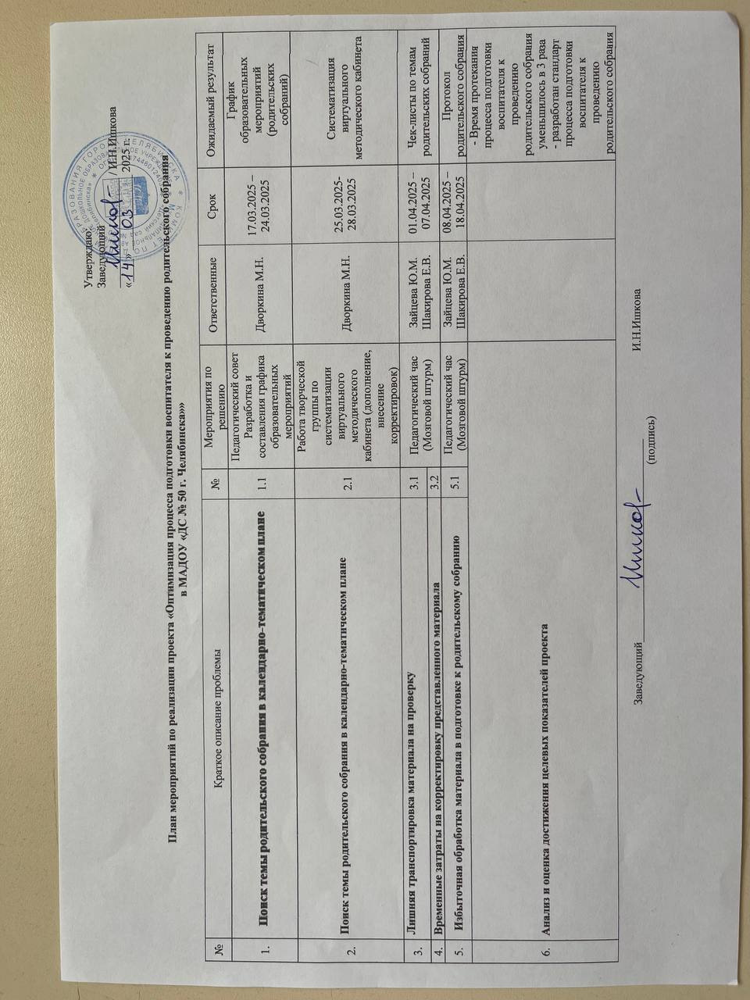 Утверждаю:
Заведующий
/ И.Н.Ишкова
«14» 03 2025 г.
План мероприятий по реализации проекта «Оптимизация процесса подготовки воспитателя к проведению родительского собрания
в МАДОУ «ДС № 50 г. Челябинска»»
№
Краткое описание проблемы
№
Мероприятия по
решению
Ответственные
Срок
Ожидаемый результат
1.
Поиск темы родительского собрания в календарно-тематическом плане
1.1
Педагогический совет
Разработка и
составления графика
образовательных
мероприятий
Дворкина М.Н.
17.03.2025 –
24.03.2025
График
образовательных
мероприятий
(родительских
собраний)
2.
Поиск темы родительского собрания в календарно-тематическом плане
2.1
Работа творческой
группы по
систематизации
виртуального
методического
кабинета (дополнение,
внесение
корректировок)
Дворкина М.Н.
25.03.2025-
28.03.2025
Систематизация
виртуального
методического кабинета
3.
Лишняя транспортировка материала на проверку
3.1
Педагогический час
(Мозговой штурм)
Зайцева Ю.М.
Шакирова Е.В.
01.04.2025 –
07.04.2025
Чек-листы по темам
родительских собраний
4.
Временные затраты на корректировку представленного материала
3.2
5.
Избыточная обработка материала в подготовке к родительскому собранию
5.1
Педагогический час
(Мозговой штурм)
Зайцева Ю.М.
Шакирова Е.В.
08.04.2025 –
18.04.2025
Протокол
родительского собрания
6.
Анализ и оценка достижения целевых показателей проекта
- Время протекания
процесса подготовки
воспитателя к
проведению
родительского собрания
уменьшилось в 3 раза
- разработан стандарт
процесса подготовки
воспитателя к
проведению
родительского собрания
Заведующий
И.Н.Ишкова
(подпись)